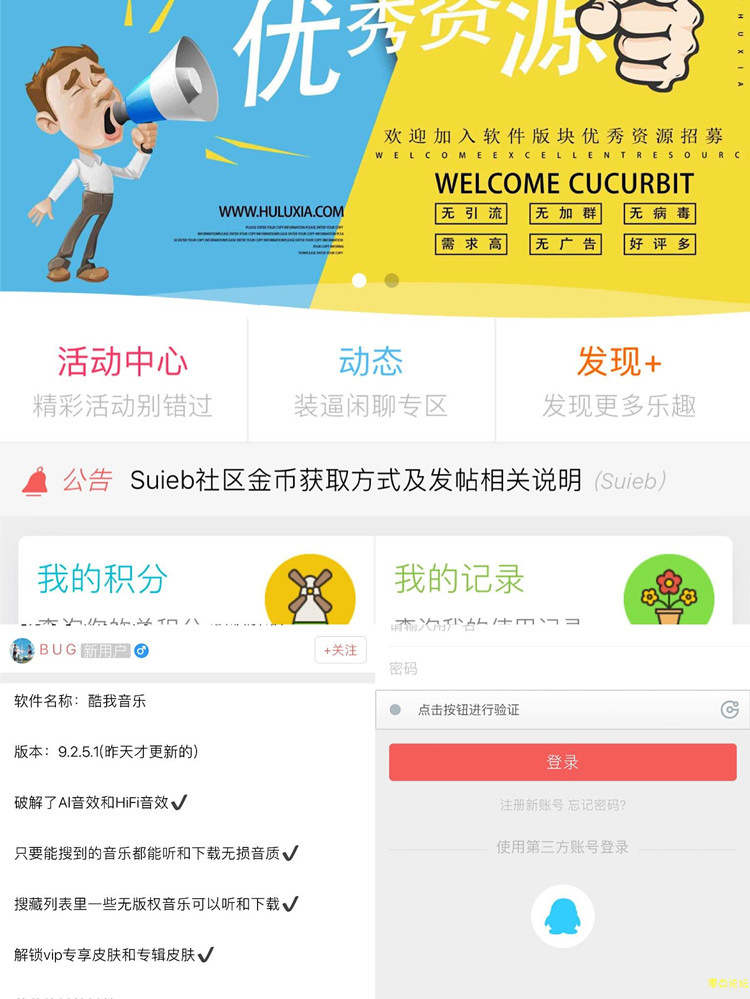 优秀资源
H U X I A
欢迎加入软件版块优秀资源招募
WELCOMEEXCELLENTRESOURC
WELCOME CUCURBIT
WWW.HULUXIA.COM
无引流 无加群 无病毒
需求高 无广告 好评多
活动中心 动态 发现+
精彩活动别错过 装逼闲聊专区 发现更多乐趣
公告 Suieb社区金币获取方式及发帖相关说明 (Suieb)
我的积分 我的记录
BUG 新用户 +关注
软件名称：酷我音乐
版本：9.2.5.1(昨天才更新的)
破解了AI音效和HiFi音效✔
只要能搜到的音乐都能听和下载无损音质✔
搜藏列表里一些无版权音乐可以听和下载✔
解锁vip专享皮肤和专辑皮肤✔
密码
点击按钮进行验证
登录
注册新账号 忘记密码?
使用第三方账号登录